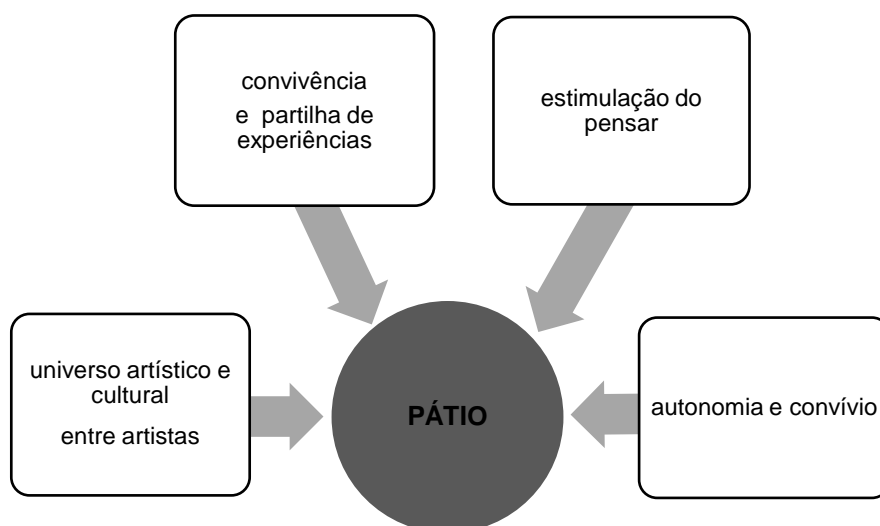 convivência
e partilha de
experiências
estimulação do
pensar
universo artístico e
cultural
entre artistas
PÁTIO
autonomia e convívio